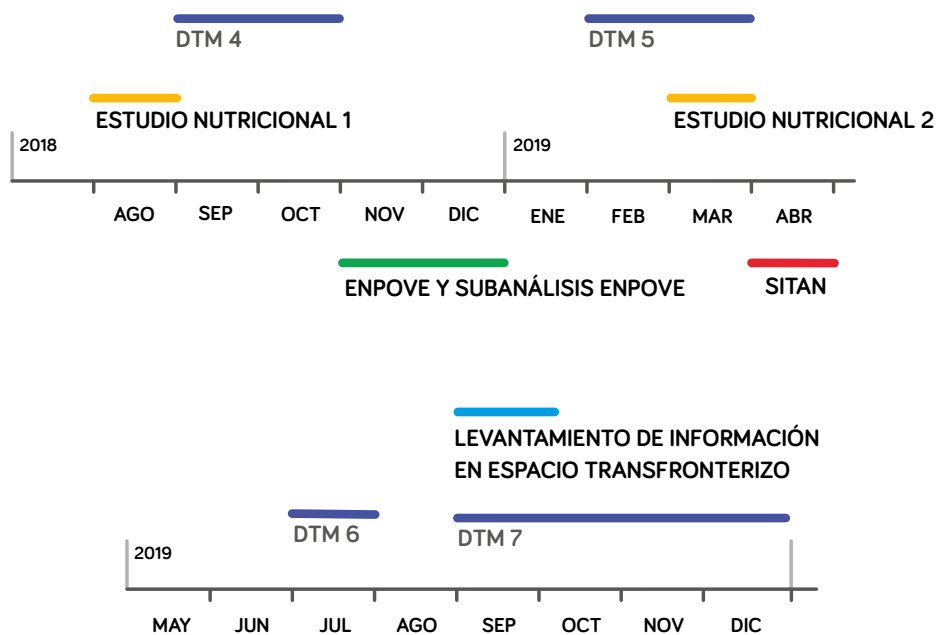 DTM 4
DTM 5
ESTUDIO NUTRICIONAL 1
ESTUDIO NUTRICIONAL 2
2018
2019
AGO SEP OCT NOV DIC ENE FEB MAR ABR
ENPOVE Y SUBANÁLISIS ENPOVE
SITAN
LEVANTAMIENTO DE INFORMACIÓN
EN ESPACIO TRANSFRONTERIZO
DTM 6
DTM 7
2019
MAY JUN JUL AGO SEP OCT NOV DIC